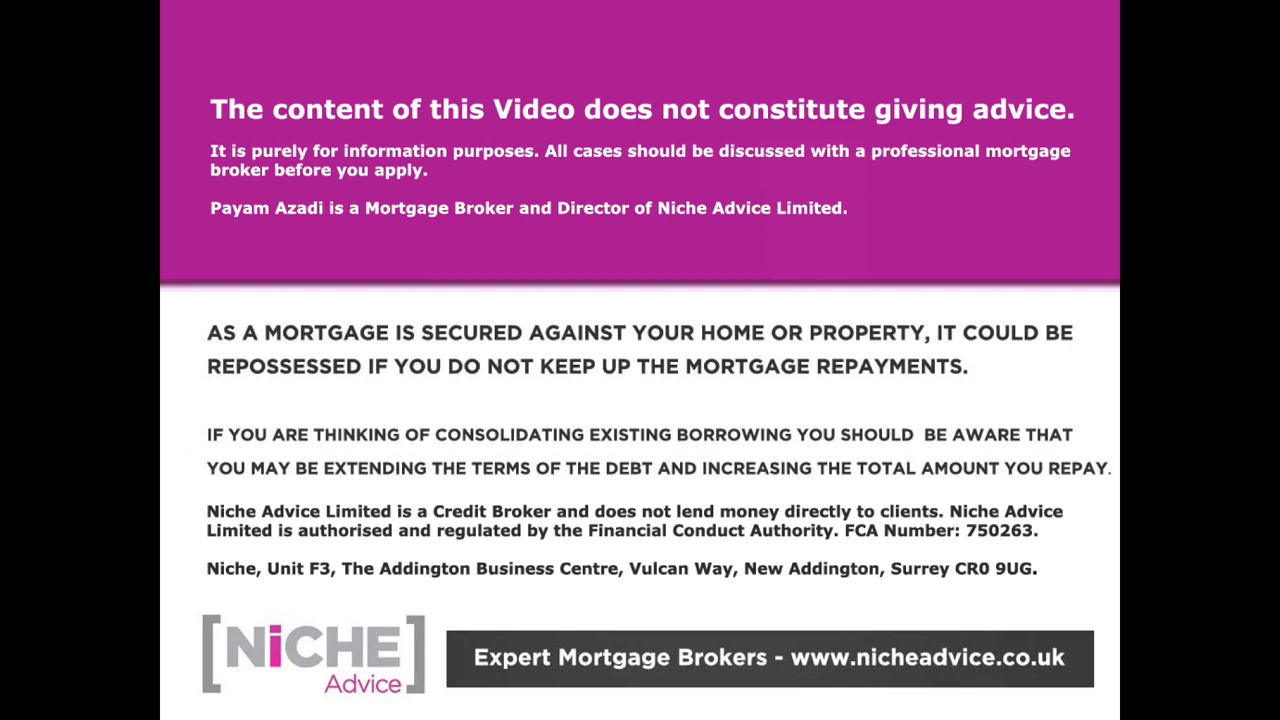 The content of this Video does not constitute giving advice.
It is purely for information purposes. All cases should be discussed with a professional mortgage
broker before you apply.
Payam Azadi is a Mortgage Broker and Director of Niche Advice Limited.
AS A MORTGAGE IS SECURED AGAINST YOUR HOME OR PROPERTY, IT COULD BE
REPOSSESSED IF YOU DO NOT KEEP UP THE MORTGAGE REPAYMENTS.
IF YOU ARE THINKING OF CONSOLIDATING EXISTING BORROWING YOU SHOULD BE AWARE THAT
YOU MAY BE EXTENDING THE TERMS OF THE DEBT AND INCREASING THE TOTAL AMOUNT YOU REPAY.
Niche Advice Limited is a Credit Broker and does not lend money directly to clients. Niche Advice
Limited is authorised and regulated by the Financial Conduct Authority. FCA Number: 750263.
Niche, Unit F3, The Addington Business Centre, Vulcan Way, New Addington, Surrey CR0 9UG.
[NiCHE]
Advice
Expert Mortgage Brokers - www.nicheadvice.co.uk